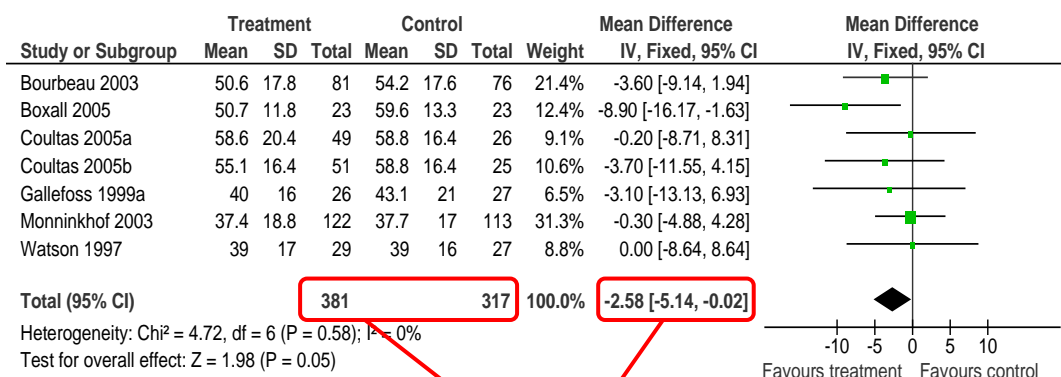 Treatment Control Mean Difference Mean Difference
Study or Subgroup Mean SD Total Mean SD Total Weight IV, Fixed, 95% CI IV, Fixed, 95% CI
Bourbeau 2003 50.6 17.8 81 54.2 17.6 76 21.4% -3.60 [-9.14, 1.94]
Boxall 2005 50.7 11.8 23 59.6 13.3 23 12.4% -8.90 [-16.17, -1.63]
Coultas 2005a 58.6 20.4 49 58.8 16.4 26 9.1% -0.20 [-8.71, 8.31]
Coultas 2005b 55.1 16.4 51 58.8 16.4 25 10.6% -3.70 [-11.55, 4.15]
Gallefoss 1999a 40 16 26 43.1 21 27 6.5% -3.10 [-13.13, 6.93]
Monninkhof 2003 37.4 18.8 122 37.7 17 113 31.3% -0.30 [-4.88, 4.28]
Watson 1997 39 17 29 39 16 27 8.8% 0.00 [-8.64, 8.64]
Total (95% CI) 381 317 100.0% -2.58 [-5.14, -0.02]
Heterogeneity: Chi² = 4.72, df = 6 (P = 0.58); I² = 0%
Test for overall effect: Z = 1.98 (P = 0.05)
-10 -5 0 5 10
Favours treatment Favours control